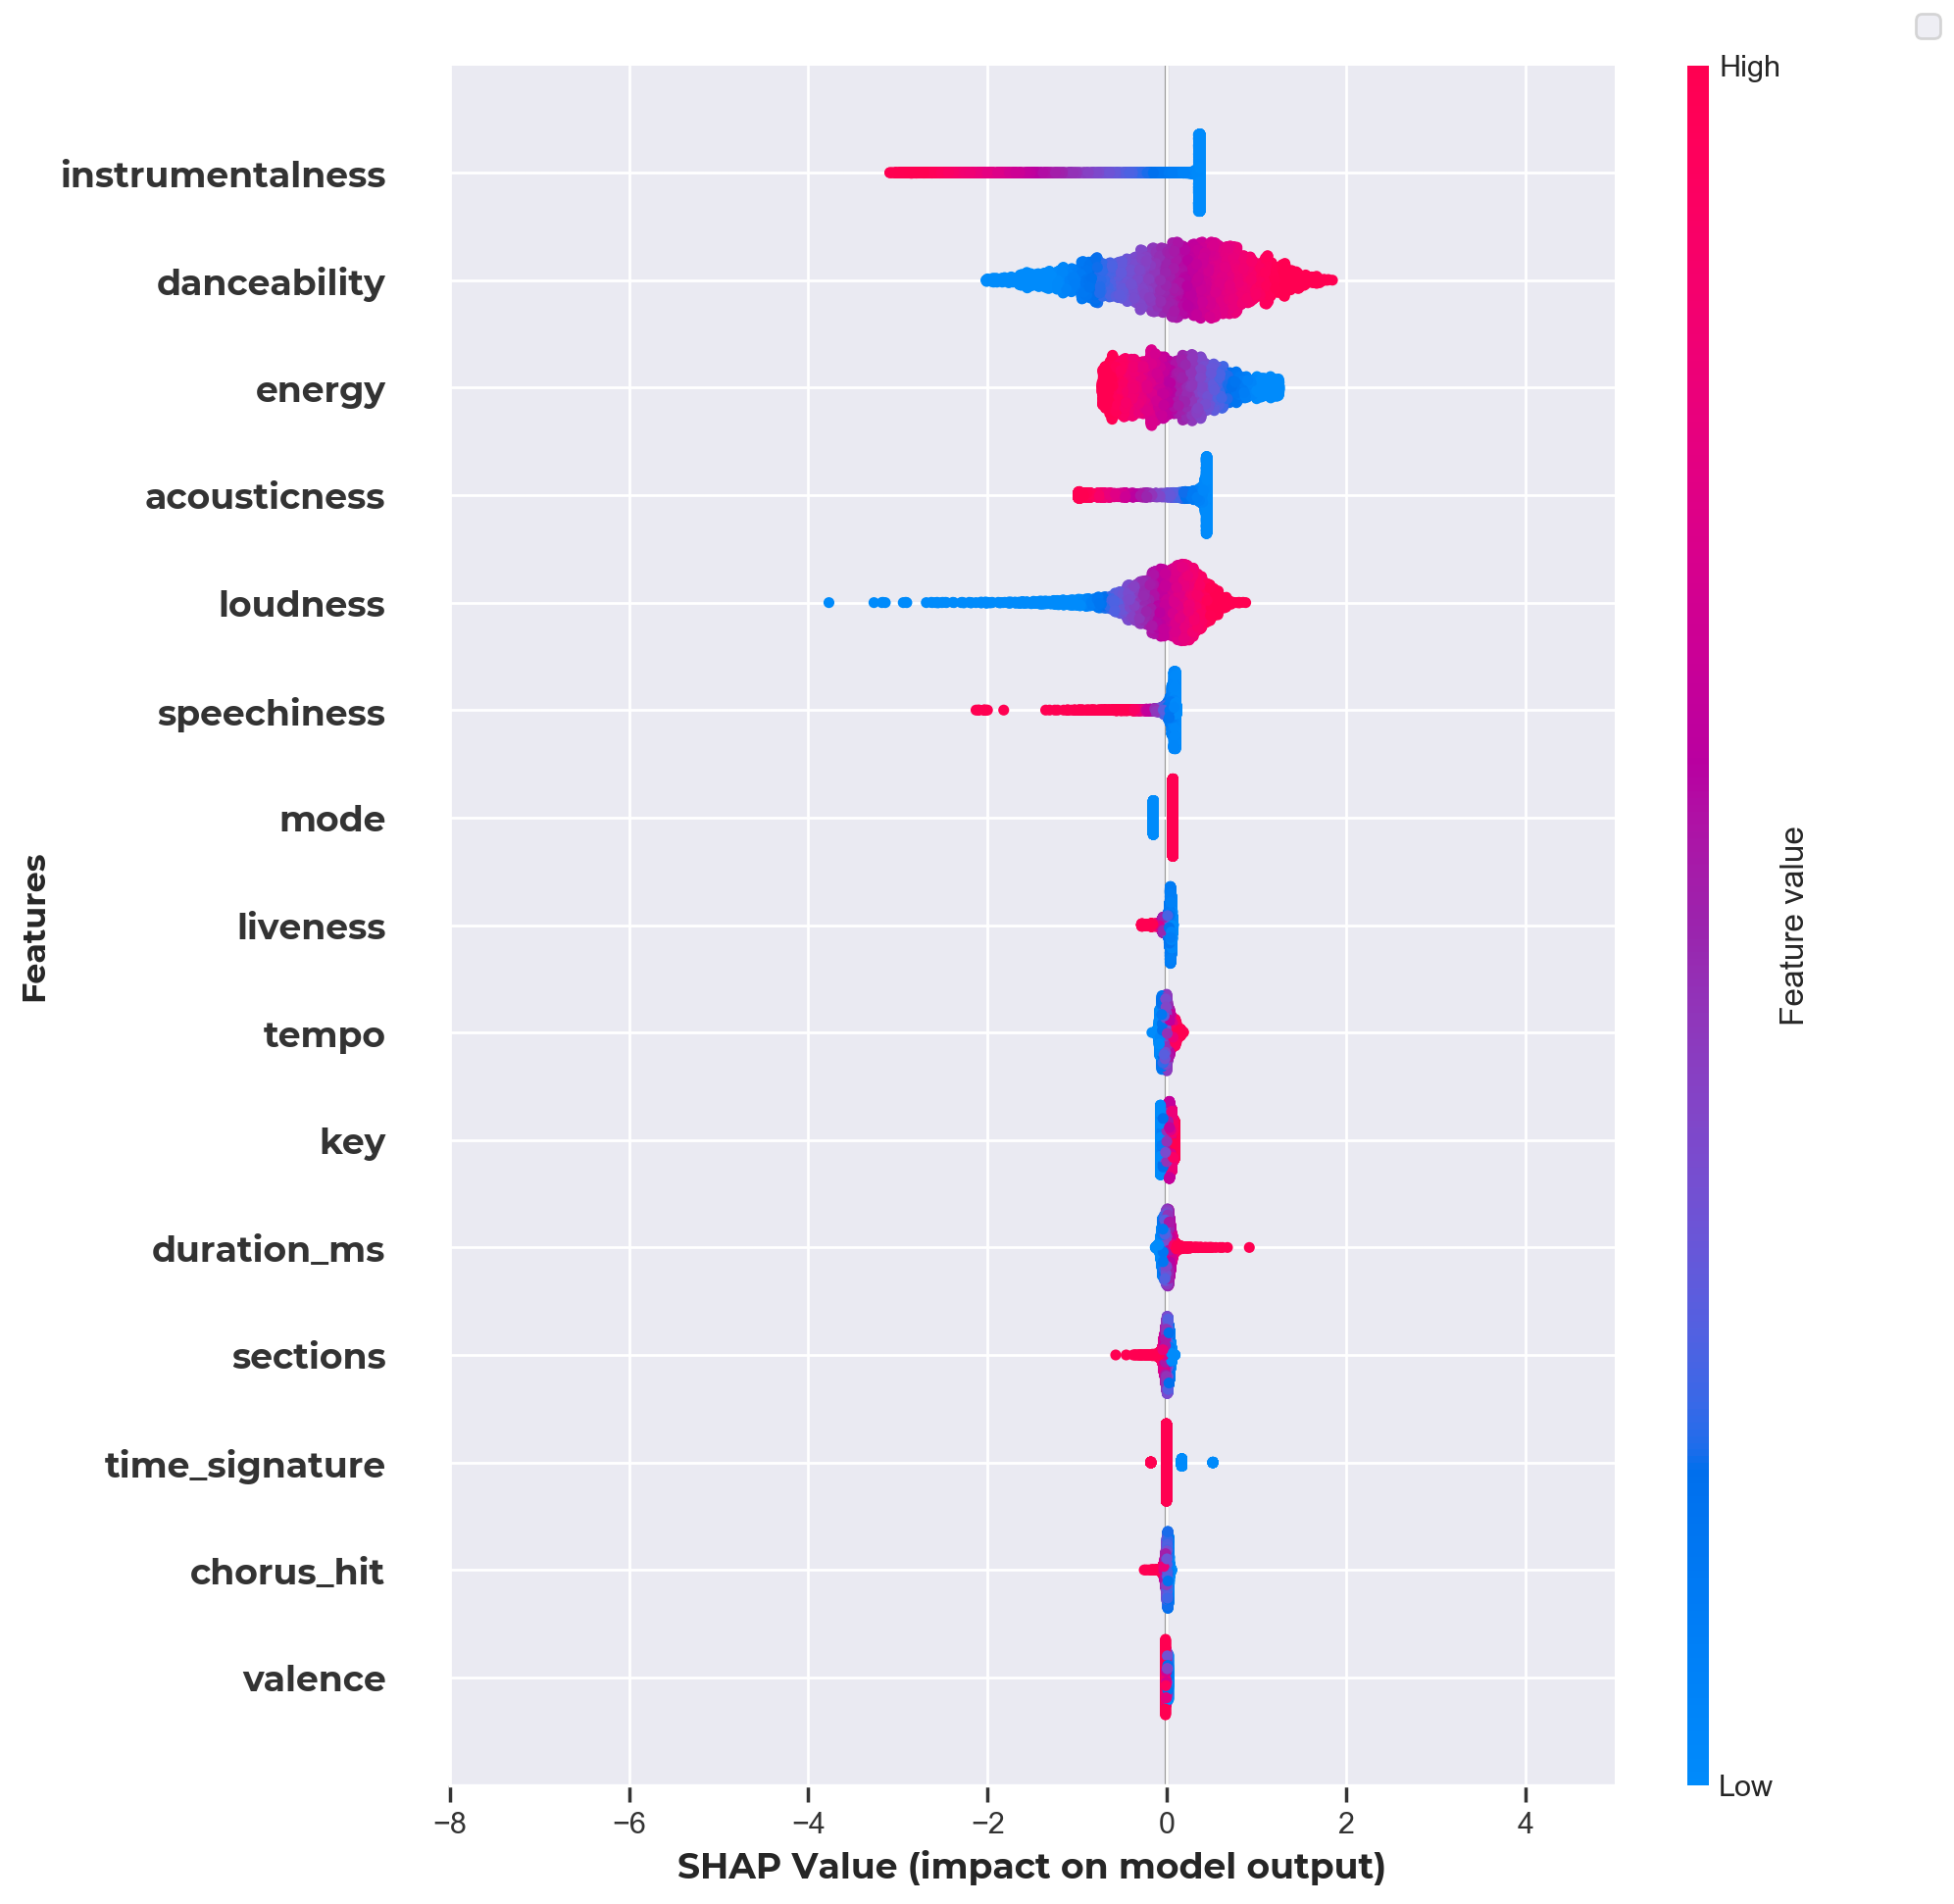 High
instrumentalness
danceability
energy
acousticness
loudness
speechiness
mode
liveness
tempo
key
duration_ms
sections
time_signature
chorus_hit
valence
Features
Feature value
Low
−8 −6 −4 −2 0 2 4
SHAP Value (impact on model output)